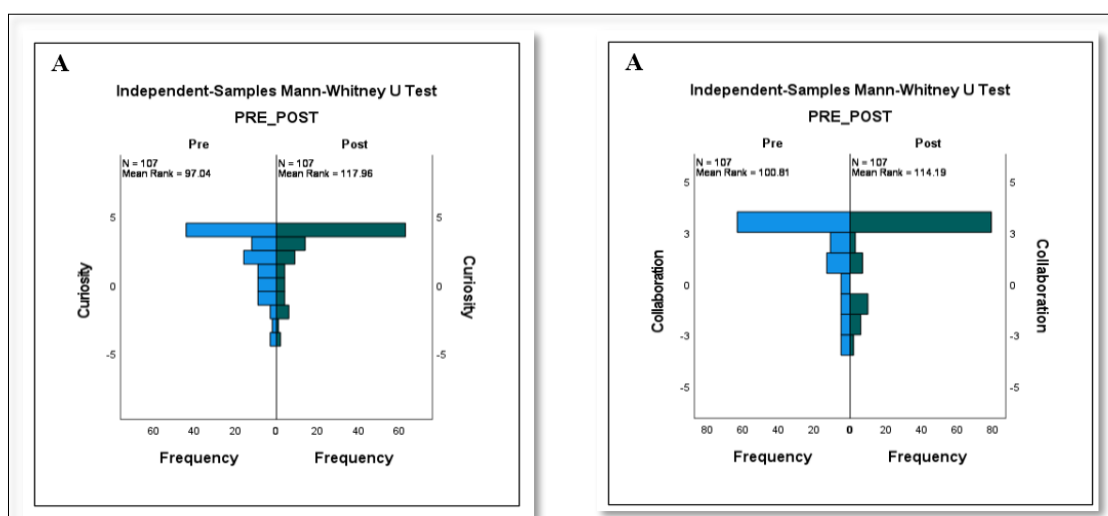 A
Independent-Samples Mann-Whitney U Test
PRE_POST
Pre Post
N = 107 N = 107
Mean Rank = 97.04 Mean Rank = 117.96
5 5
0 0
-5 -5
Curiosity
Curiosity
60 40 20 0 20 40 60
Frequency Frequency
A
Independent-Samples Mann-Whitney U Test
PRE_POST
Pre Post
N = 107 N = 107
Mean Rank = 100.81 Mean Rank = 114.19
5 5
3 3
0 0
-3 -3
-5 -5
Collaboration
Collaboration
80 60 40 20 0 20 40 60 80
Frequency Frequency